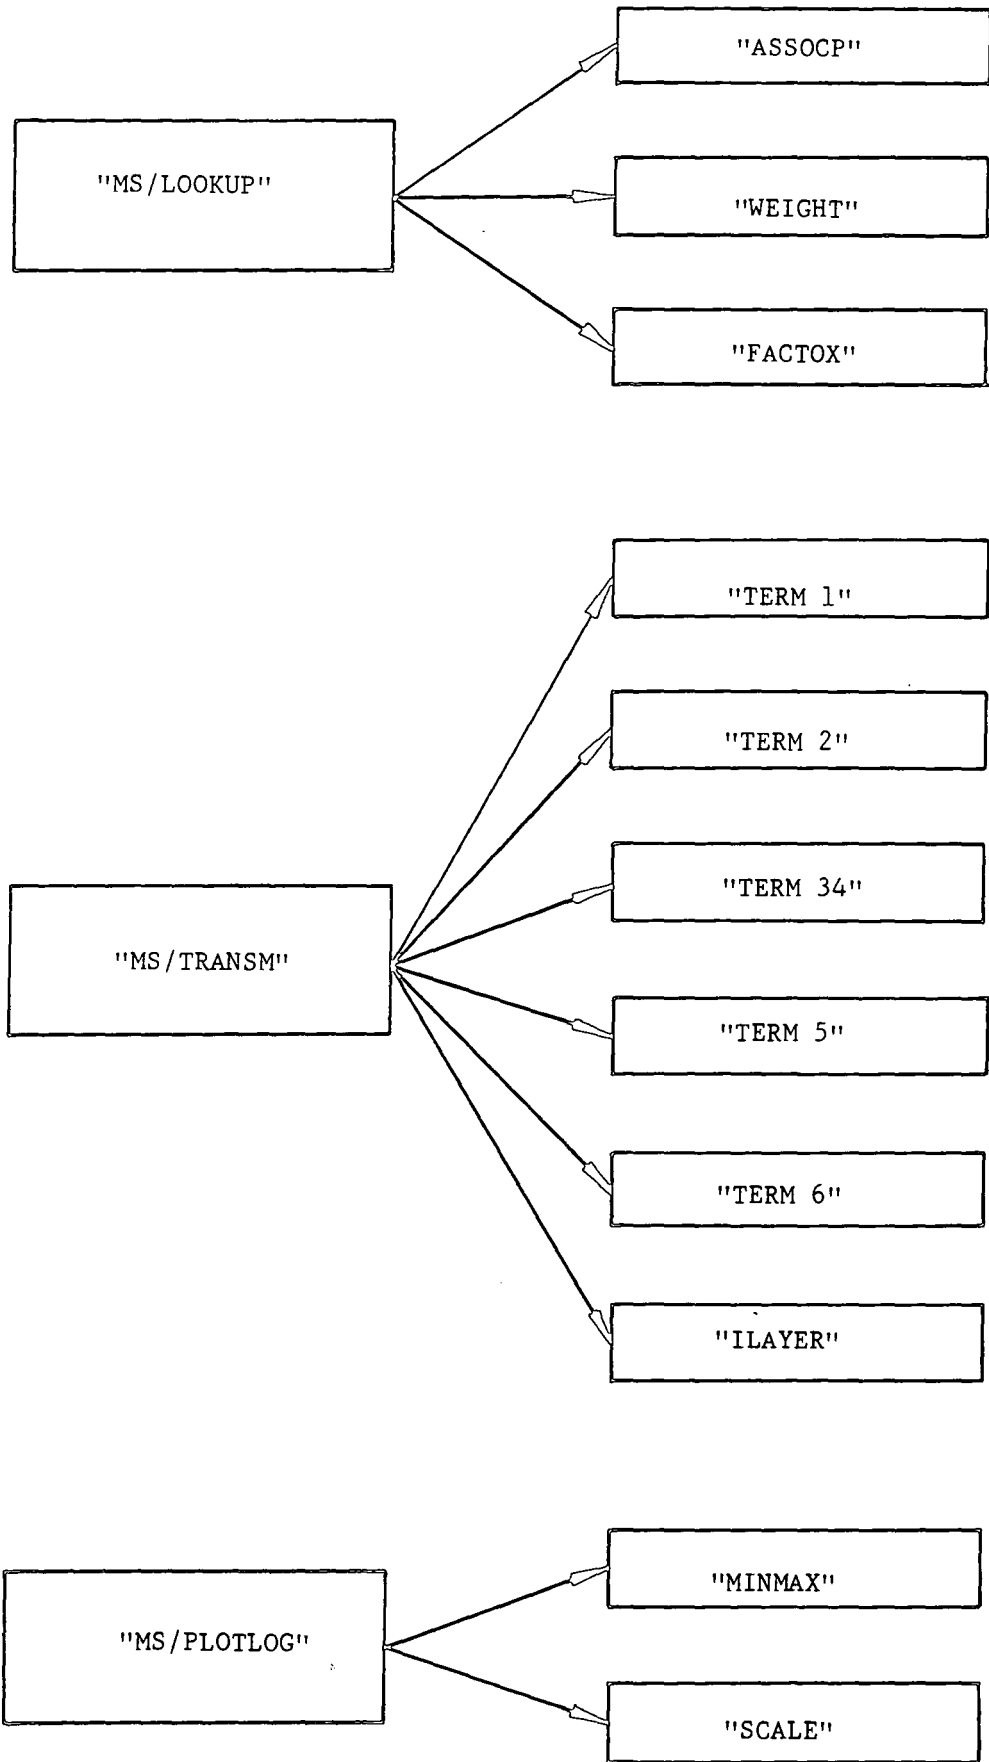 "MS/LOOKUP"
"ASSOCP"
"WEIGHT"
"FACTOX"
"MS/TRANSM"
"TERM 1"
"TERM 2"
"TERM 34"
"TERM 5"
"TERM 6"
"ILAYER"
"MS/PLOTLOG"
"MINMAX"
"SCALE"